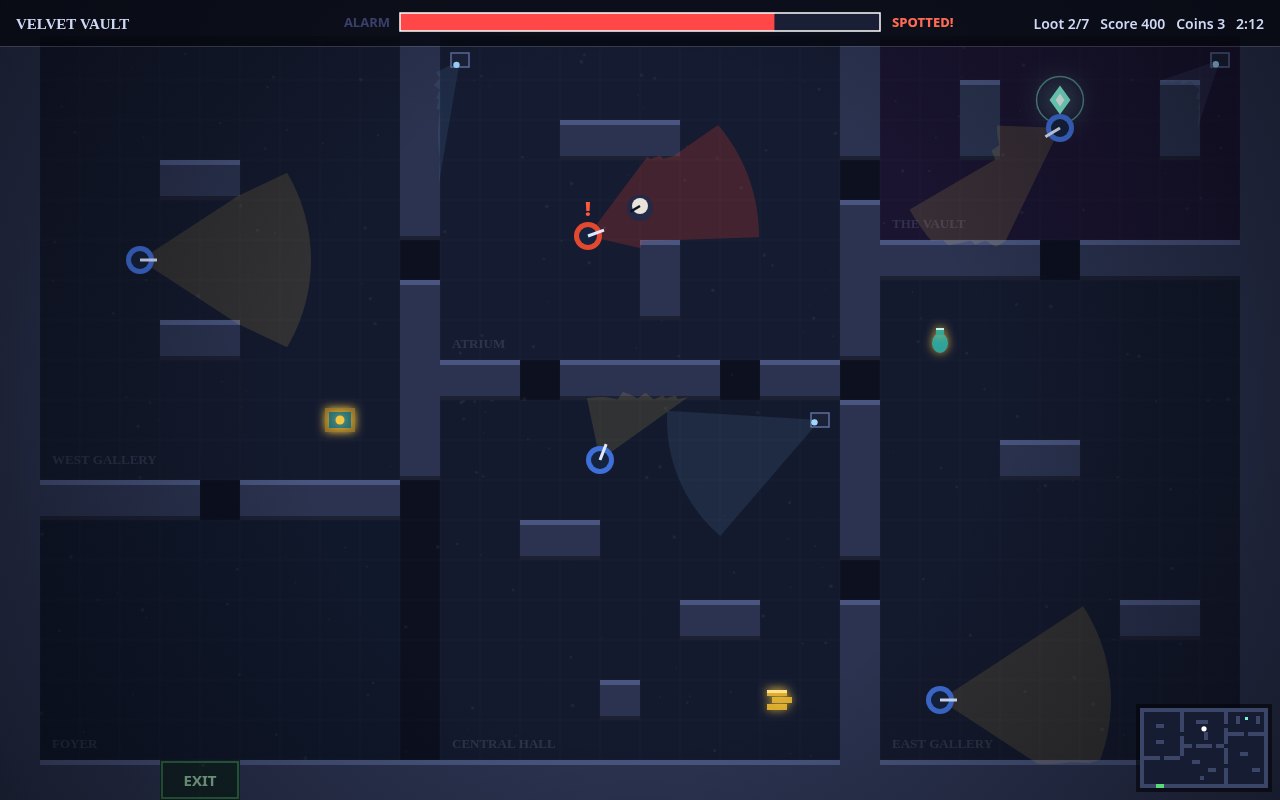 VELVET VAULT
ALARM
SPOTTED!
Loot 2/7 Score 400 Coins 3 2:12
THE VAULT
!
ATRIUM
WEST GALLERY
FOYER
CENTRAL HALL
EAST GALLERY
EXIT